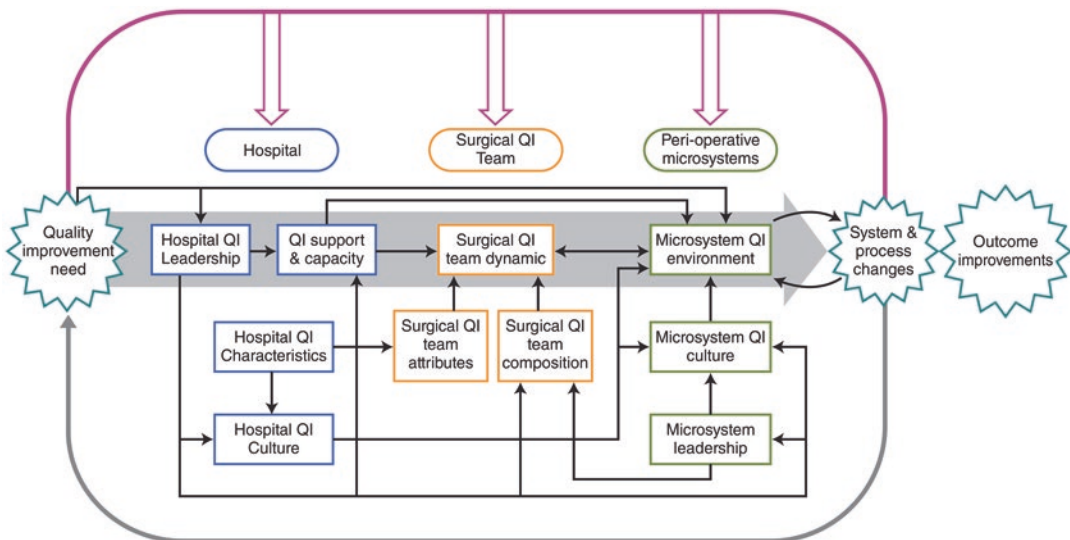 Hospital
Surgical QI
Team
Peri-operative
microsystems
Quality
improvement
need
Hospital QI
Leadership
QI support
& capacity
Surgical QI
team dynamic
Microsystem QI
environment
System &
process
changes
Outcome
improvements
Hospital QI
Characteristics
Surgical QI
team
attributes
Surgical QI
team
composition
Microsystem QI
culture
Hospital QI
Culture
Microsystem
leadership